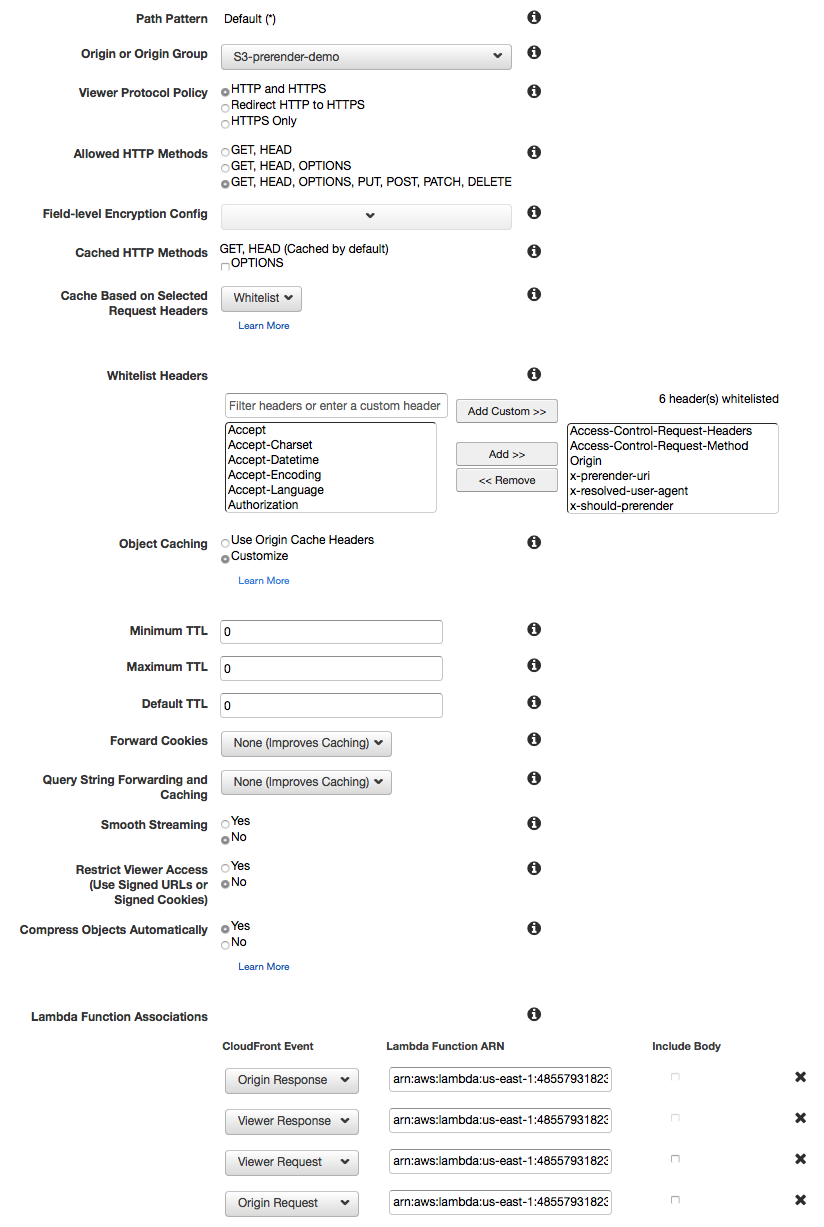 Path Pattern Default (*)
Origin or Origin Group S3-prerender-demo
Viewer Protocol Policy HTTP and HTTPS
Redirect HTTP to HTTPS
HTTPS Only
Allowed HTTP Methods GET, HEAD
GET, HEAD, OPTIONS
GET, HEAD, OPTIONS, PUT, POST, PATCH, DELETE
Field-level Encryption Config
Cached HTTP Methods GET, HEAD (Cached by default)
OPTIONS
Cache Based on Selected Whitelist
Request Headers
Learn More
Whitelist Headers
6 header(s) whitelisted
Filter headers or enter a custom header Add Custom >>
Accept Access-Control-Request-Headers
Accept-Charset Add >> Access-Control-Request-Method
Accept-Datetime Origin
Accept-Encoding << Remove x-prerender-uri
Accept-Language x-resolved-user-agent
Authorization x-should-prerender
Object Caching Use Origin Cache Headers
Customize
Learn More
Minimum TTL 0
Maximum TTL 0
Default TTL 0
Forward Cookies None (Improves Caching)
Query String Forwarding and None (Improves Caching)
Caching
Smooth Streaming Yes
No
Restrict Viewer Access Yes
(Use Signed URLs or No
Signed Cookies)
Compress Objects Automatically Yes
No
Learn More
Lambda Function Associations
CloudFront Event Lambda Function ARN Include Body
Origin Response arn:aws:lambda:us-east-1:48557931823
Viewer Response arn:aws:lambda:us-east-1:48557931823
Viewer Request arn:aws:lambda:us-east-1:48557931823
Origin Request arn:aws:lambda:us-east-1:48557931823